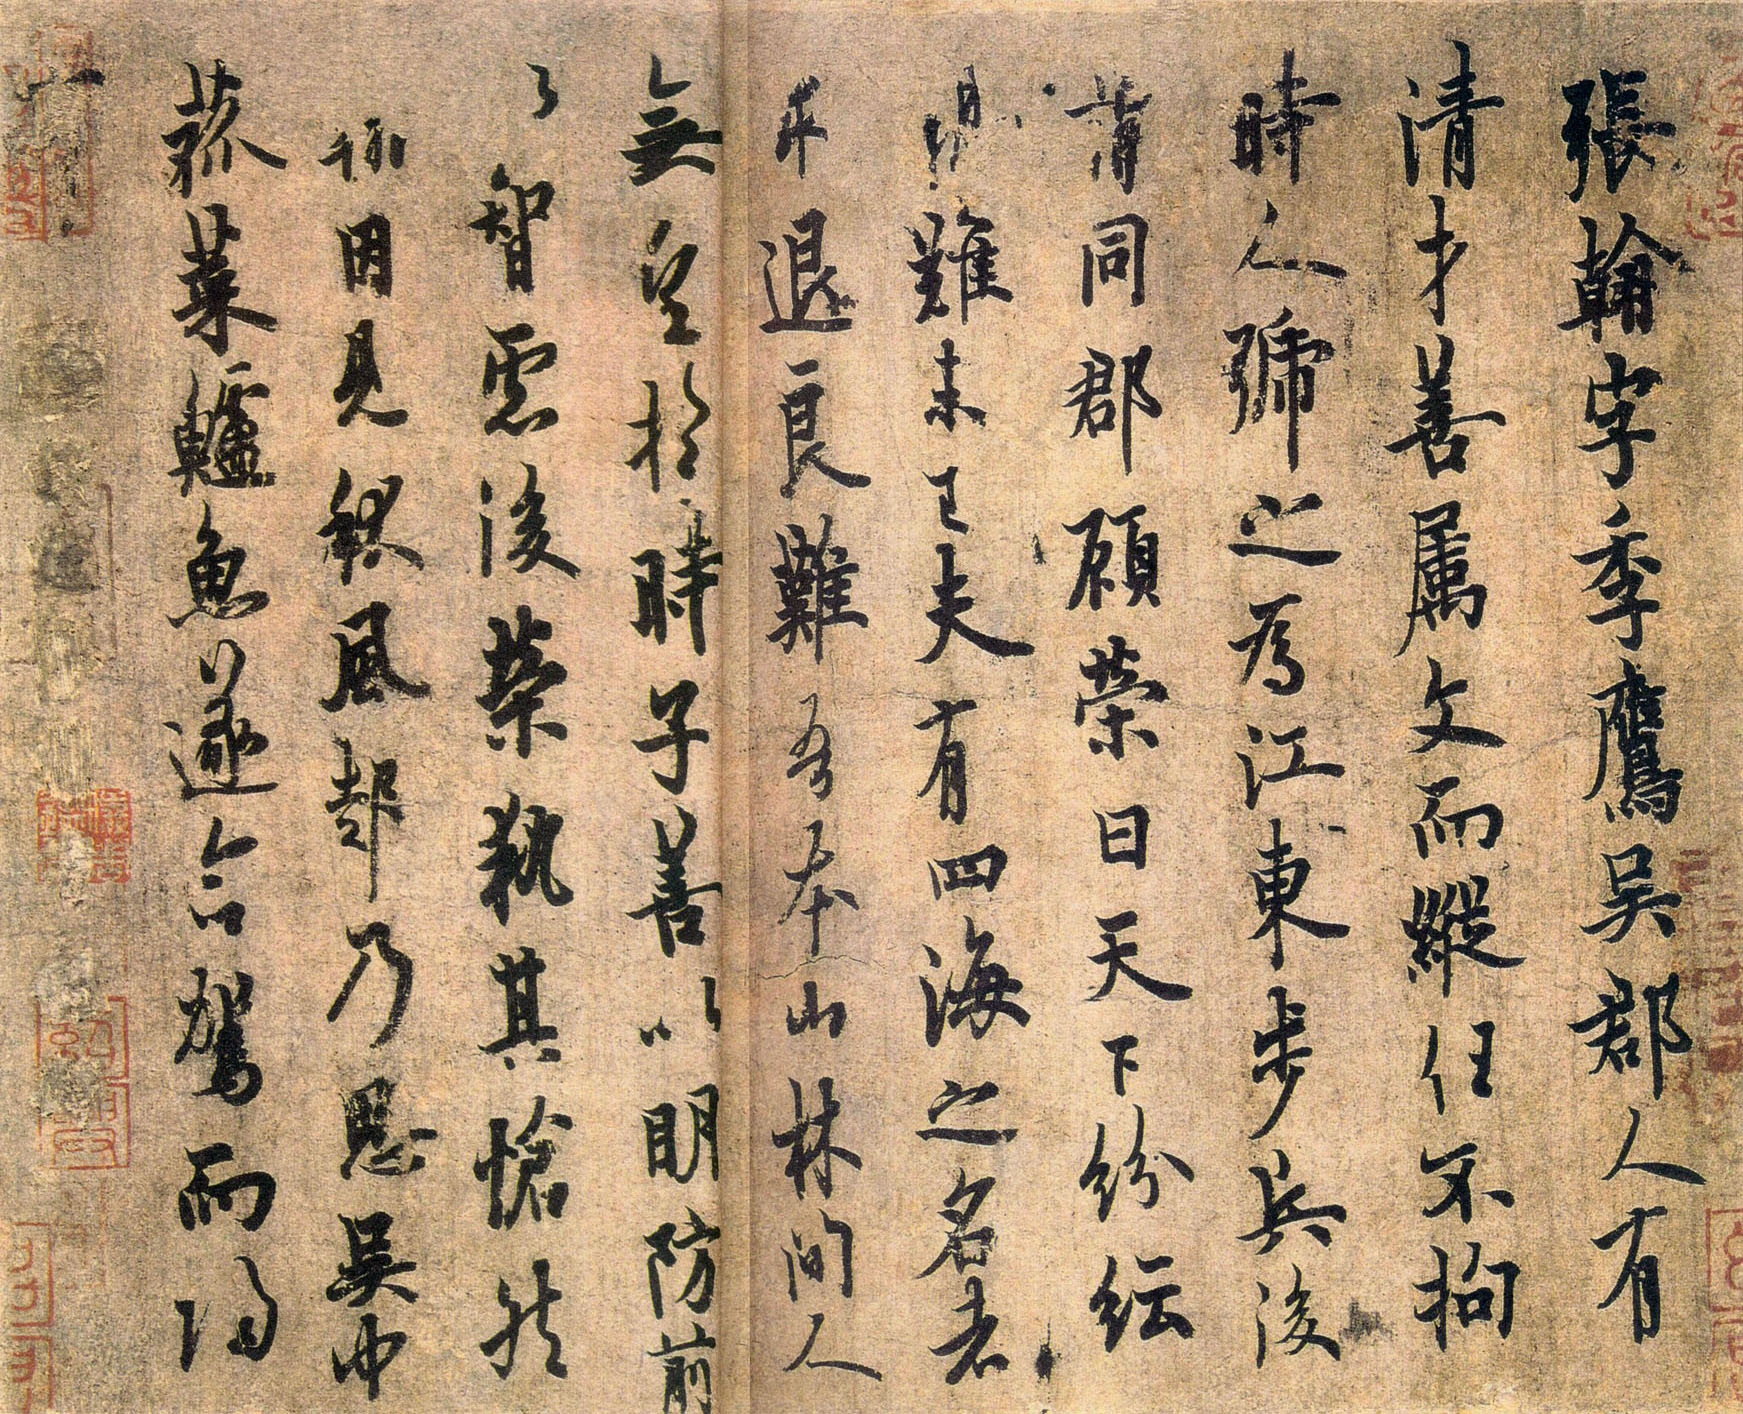 張翰字季鷹吳郡人有
清才善属文而縱任不拘
時人號之為江東步兵後
謂同郡顧榮曰天下紛紜
難未已夫有四海之名者
求退良難吾本山林間人
無望於時子善以明防前
以智慮後榮執其愴然
翰因見秋風起乃思吳中
菰菜鱸魚遂命駕而歸